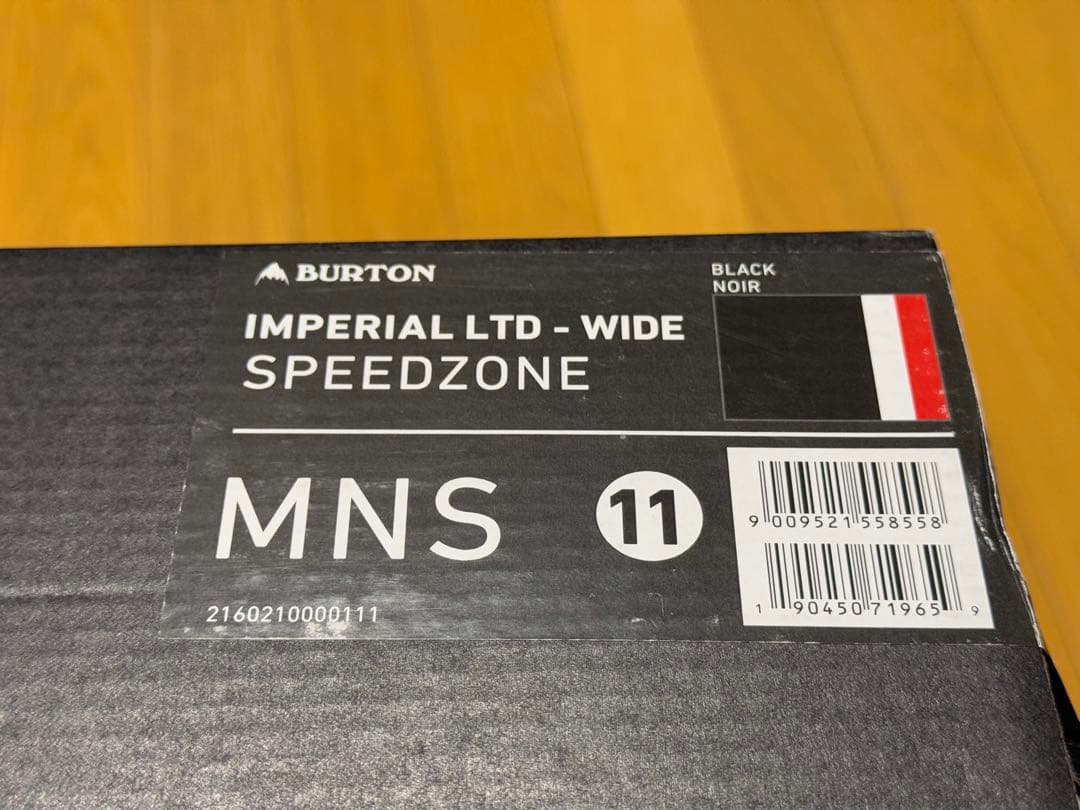 BURTON
IMPERIAL LTD - WIDE
SPEEDZONE
BLACK
NOIR
MNS
11
2160210000111
9 009521 558558
1 90450 71965 9